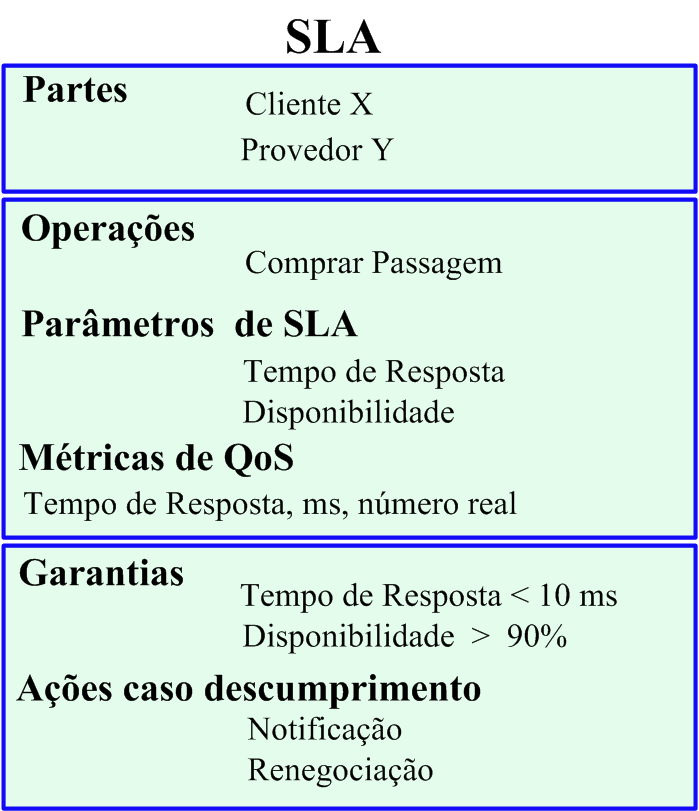 SLA
Partes
Cliente X
Provedor Y
Operações
Comprar Passagem
Parâmetros de SLA
Tempo de Resposta
Disponibilidade
Métricas de QoS
Tempo de Resposta, ms, número real
Garantias
Tempo de Resposta < 10 ms
Disponibilidade > 90%
Ações caso descumprimento
Notificação
Renegociação